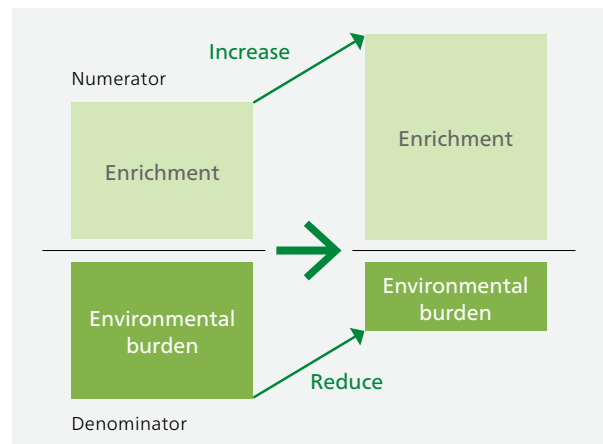 Increase
Numerator
Enrichment
Enrichment
Environmental
burden
Environmental
burden
Reduce
Denominator